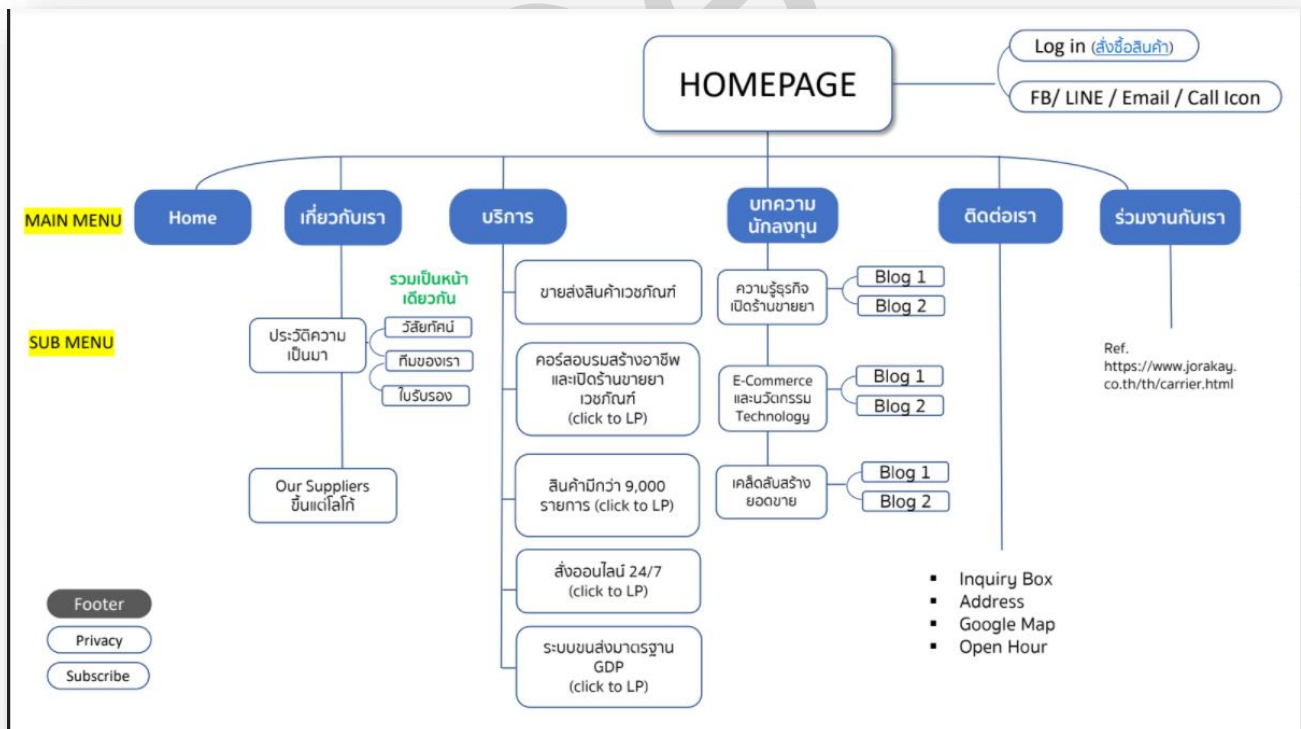 HOMEPAGE
Log in (สั่งซื้อสินค้า)
FB/ LINE / Email / Call Icon
MAIN MENU
Home
เกี่ยวกับเรา
บริการ
บทความ
นักลงทุน
ติดต่อเรา
ร่วมงานกับเรา
SUB MENU
ประวัติความ
เป็นมา
รวมเป็นหน้า
เดียวกัน
วิสัยทัศน์
ทีมของเรา
ใบรับรอง
Our Suppliers
ขึ้นแต่โลโก้
ขายส่งสินค้าเวชภัณฑ์
คอร์สอบรมสร้างอาชีพ
และเปิดร้านขายยา
เวชภัณฑ์
(click to LP)
สินค้ามีกว่า 9,000
รายการ (click to LP)
สั่งออนไลน์ 24/7
(click to LP)
ระบบขนส่งมาตรฐาน
GDP
(click to LP)
ความรู้ธุรกิจ
เปิดร้านขายยา
Blog 1
Blog 2
E-Commerce
และนวัตกรรม
Technology
Blog 1
Blog 2
เคล็ดลับสร้าง
ยอดขาย
Blog 1
Blog 2
▪ Inquiry Box
▪ Address
▪ Google Map
▪ Open Hour
Ref.
https://www.jorakay.
co.th/th/carrier.html
Footer
Privacy
Subscribe